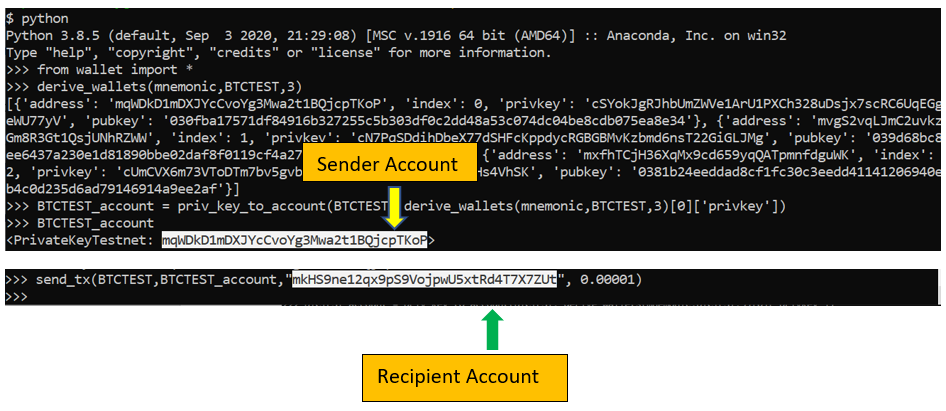 $ python
Python 3.8.5 (default, Sep  3 2020, 21:29:08) [MSC v.1916 64 bit (AMD64)] :: Anaconda, Inc. on win32
Type "help", "copyright", "credits" or "license" for more information.
>>> from wallet import *
>>> derive_wallets(mnemonic,BTCTEST,3)
[{'address': 'mqWDkD1mDXJYcCvoYg3Mwa2t1BQjcpTKoP', 'index': 0, 'privkey': 'cSYokJgRJhbUmZWVe1ArU1PXCh328uDsjx7scRC6UqEGg
eWU77yV', 'pubkey': '030fba17571df84916b327255c5b303df0c2dd48a53c074dc04be8cdb075ea8e34'}, {'address': 'mvgS2vqLJmC2uvkz
Gm8R3Gt1QsjUNhRZWW', 'index': 1, 'privkey': 'cN7PqSDdihDbeX77dSHFcKppdycRGBGBMvKzbmd6nsT22GiGLJMg', 'pubkey': '039d68bc8
ee6437a230e1d81890bbe02daf8f0119cf4a27 {'address': 'mxfhTCjH36XqMx9cd659yqQATpmnfdguWK', 'index':
2, 'privkey': 'cUmCVX6m73VToDTm7bv5gvb Hs4VhSK', 'pubkey': '0381b24eeddad8cf1fc30c3eedd41141206940e
b4c0d235d6ad79146914a9ee2af'}]
Sender Account
>>> BTCTEST_account = priv_key_to_account(BTCTEST derive_wallets(mnemonic,BTCTEST,3)[0]['privkey'])
>>> BTCTEST_account
<PrivateKeyTestnet: mqWDkD1mDXJYcCvoYg3Mwa2t1BQjcpTKoP>
>>> send_tx(BTCTEST,BTCTEST_account,"mkHS9ne12qx9pS9VojpwU5xtRd4T7X7ZUt", 0.00001)
>>>
Recipient Account